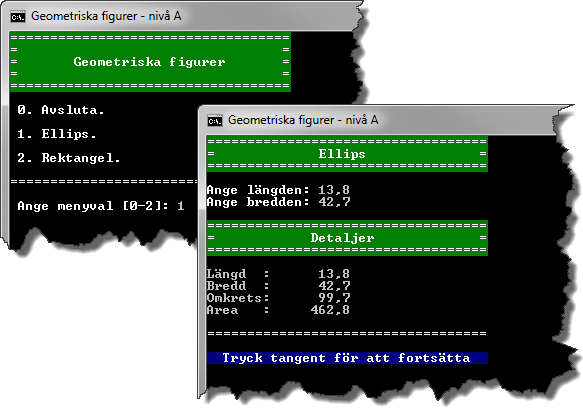 Geometriska figurer - nivå A
===================================
=                                 =
=       Geometriska figurer       =
=                                 =
===================================
0. Avsluta.
1. Ellips.
2. Rektangel.
===================================
Ange menyval [0-2]: 1
Geometriska figurer - nivå A
===================================
=             Ellips              =
===================================
Ange längden: 13,8
Ange bredden: 42,7
===================================
=            Detaljer             =
===================================
Längd  :      13,8
Bredd  :      42,7
Omkrets:      99,7
Area   :     462,8
===================================
Tryck tangent för att fortsätta